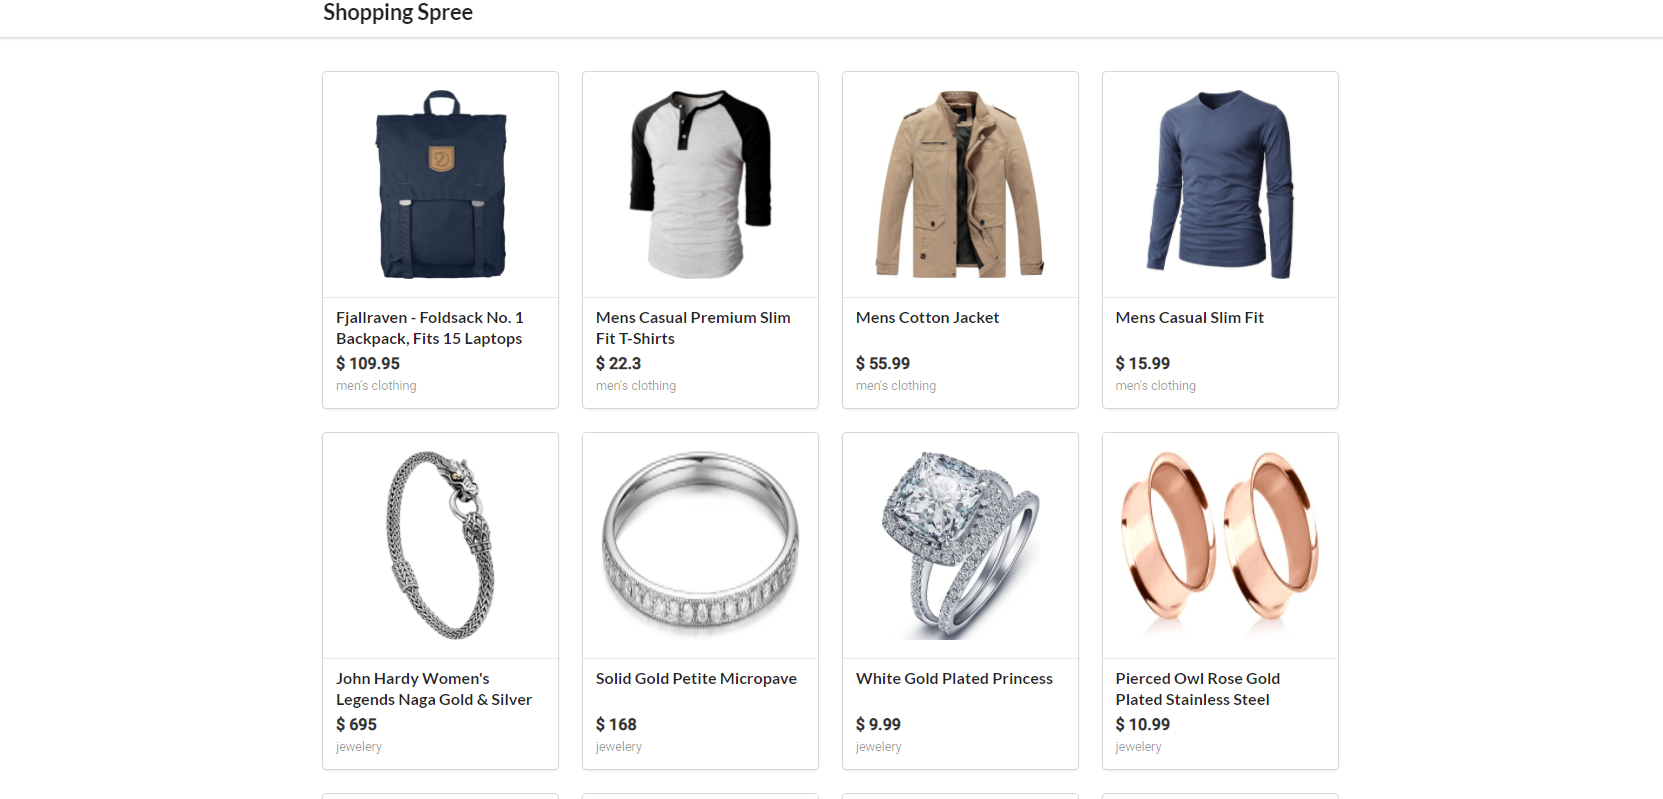 Shopping Spree
Fjallraven - Foldsack No. 1
Backpack, Fits 15 Laptops
$ 109.95
men's clothing
Mens Casual Premium Slim
Fit T-Shirts
$ 22.3
men's clothing
Mens Cotton Jacket
$ 55.99
men's clothing
Mens Casual Slim Fit
$ 15.99
men's clothing
John Hardy Women's
Legends Naga Gold & Silver
$ 695
jewelery
Solid Gold Petite Micropave
$ 168
jewelery
White Gold Plated Princess
$ 9.99
jewelery
Pierced Owl Rose Gold
Plated Stainless Steel
$ 10.99
jewelery